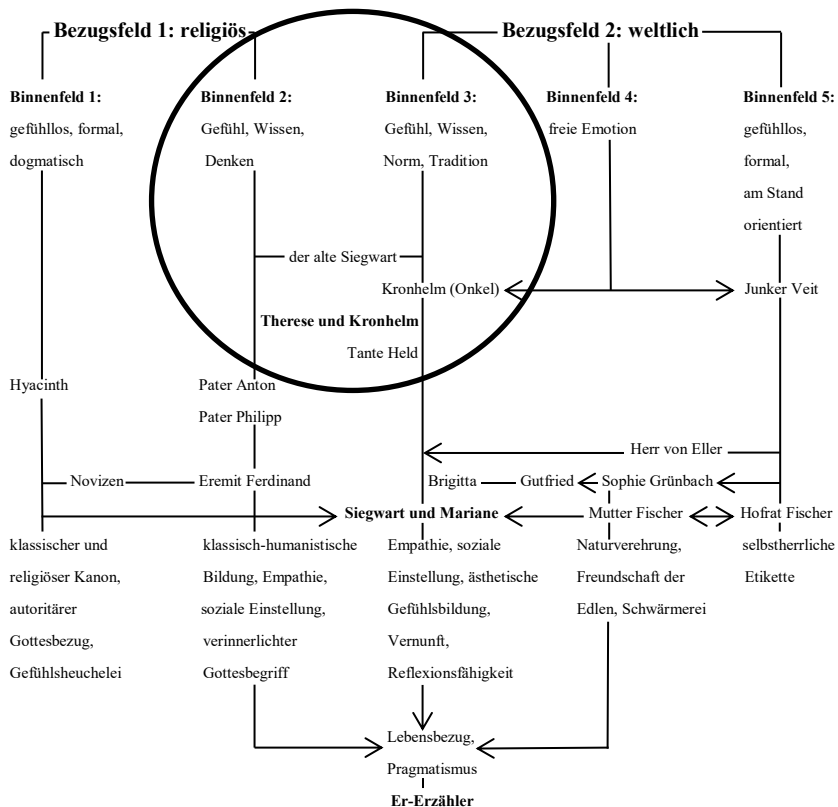 Bezugsfeld 1: religiös
Bezugsfeld 2: weltlich
Binnenfeld 1:
gefühllos, formal,
dogmatisch
Binnenfeld 2:
Gefühl, Wissen,
Denken
Binnenfeld 3:
Gefühl, Wissen,
Norm, Tradition
Binnenfeld 4:
freie Emotion
Binnenfeld 5:
gefühllos,
formal,
am Stand
orientiert
der alte Siegwart
Kronhelm (Onkel)
Junker Veit
Therese und Kronhelm
Tante Held
Hyacinth
Pater Anton
Pater Philipp
Herr von Eller
Novizen
Eremit Ferdinand
Brigitta
Gutfried
Sophie Grünbach
Siegwart und Mariane
Mutter Fischer
Hofrat Fischer
klassischer und
religiöser Kanon,
autoritärer
Gottesbezug,
Gefühlsheuchelei
klassisch-humanistische
Bildung, Empathie,
soziale Einstellung,
verinnerlichter
Gottesbegriff
Empathie, soziale
Einstellung, ästhetische
Gefühlsbildung,
Vernunft,
Reflexionsfähigkeit
Naturverehrung,
Freundschaft der
Edlen, Schwärmerei
selbstherrliche
Etikette
Lebensbezug,
Pragmatismus
Er-Erzähler